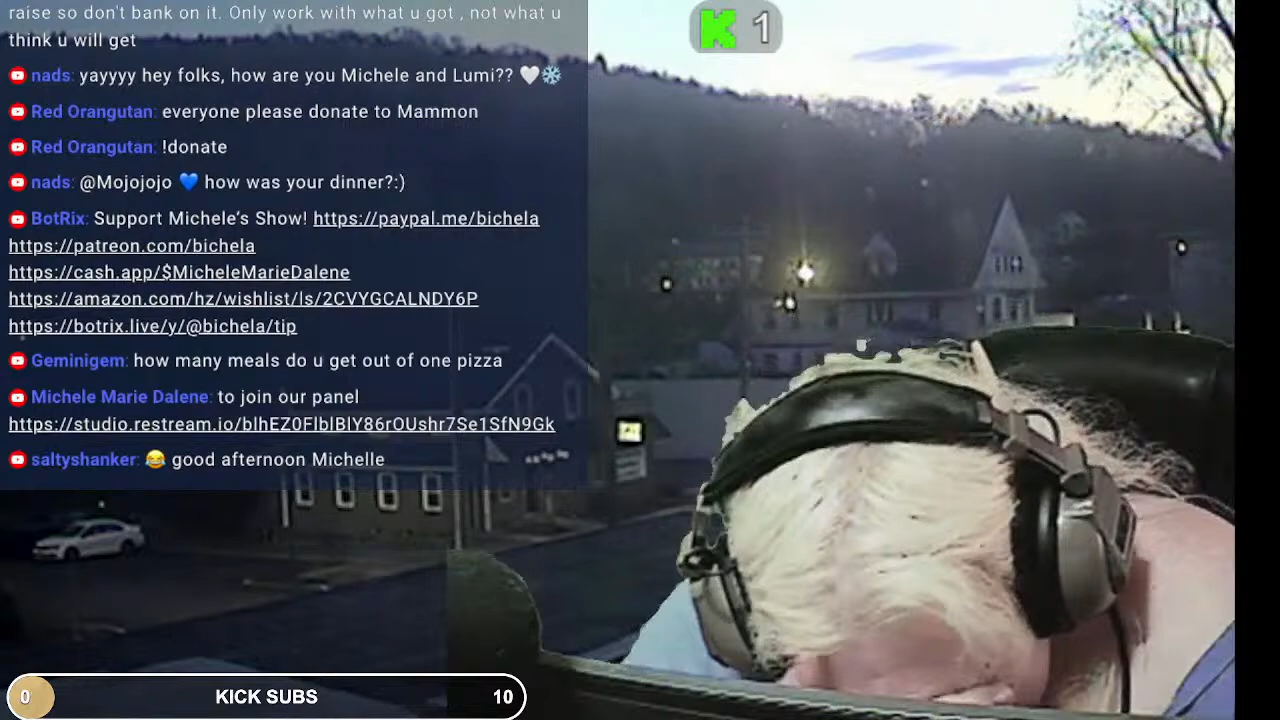 raise so don't bank on it. Only work with what u got , not what u
think u will get
nads: yayyyy hey folks, how are you Michele and Lumi?? 🤍❄️
Red Orangutan: everyone please donate to Mammon
Red Orangutan: !donate
nads: @Mojojojo 💙 how was your dinner?:)
BotRix: Support Michele’s Show! https://paypal.me/bichela
https://patreon.com/bichela
https://cash.app/$MicheleMarieDalene
https://amazon.com/hz/wishlist/ls/2CVYGCALNDY6P
https://botrix.live/y/@bichela/tip
Geminigem: how many meals do u get out of one pizza
Michele Marie Dalene: to join our panel
https://studio.restream.io/blhEZ0FlblBlY86rOUshr7Se1SfN9Gk
saltyshanker: 😂 good afternoon Michelle
K 1
0 KICK SUBS 10